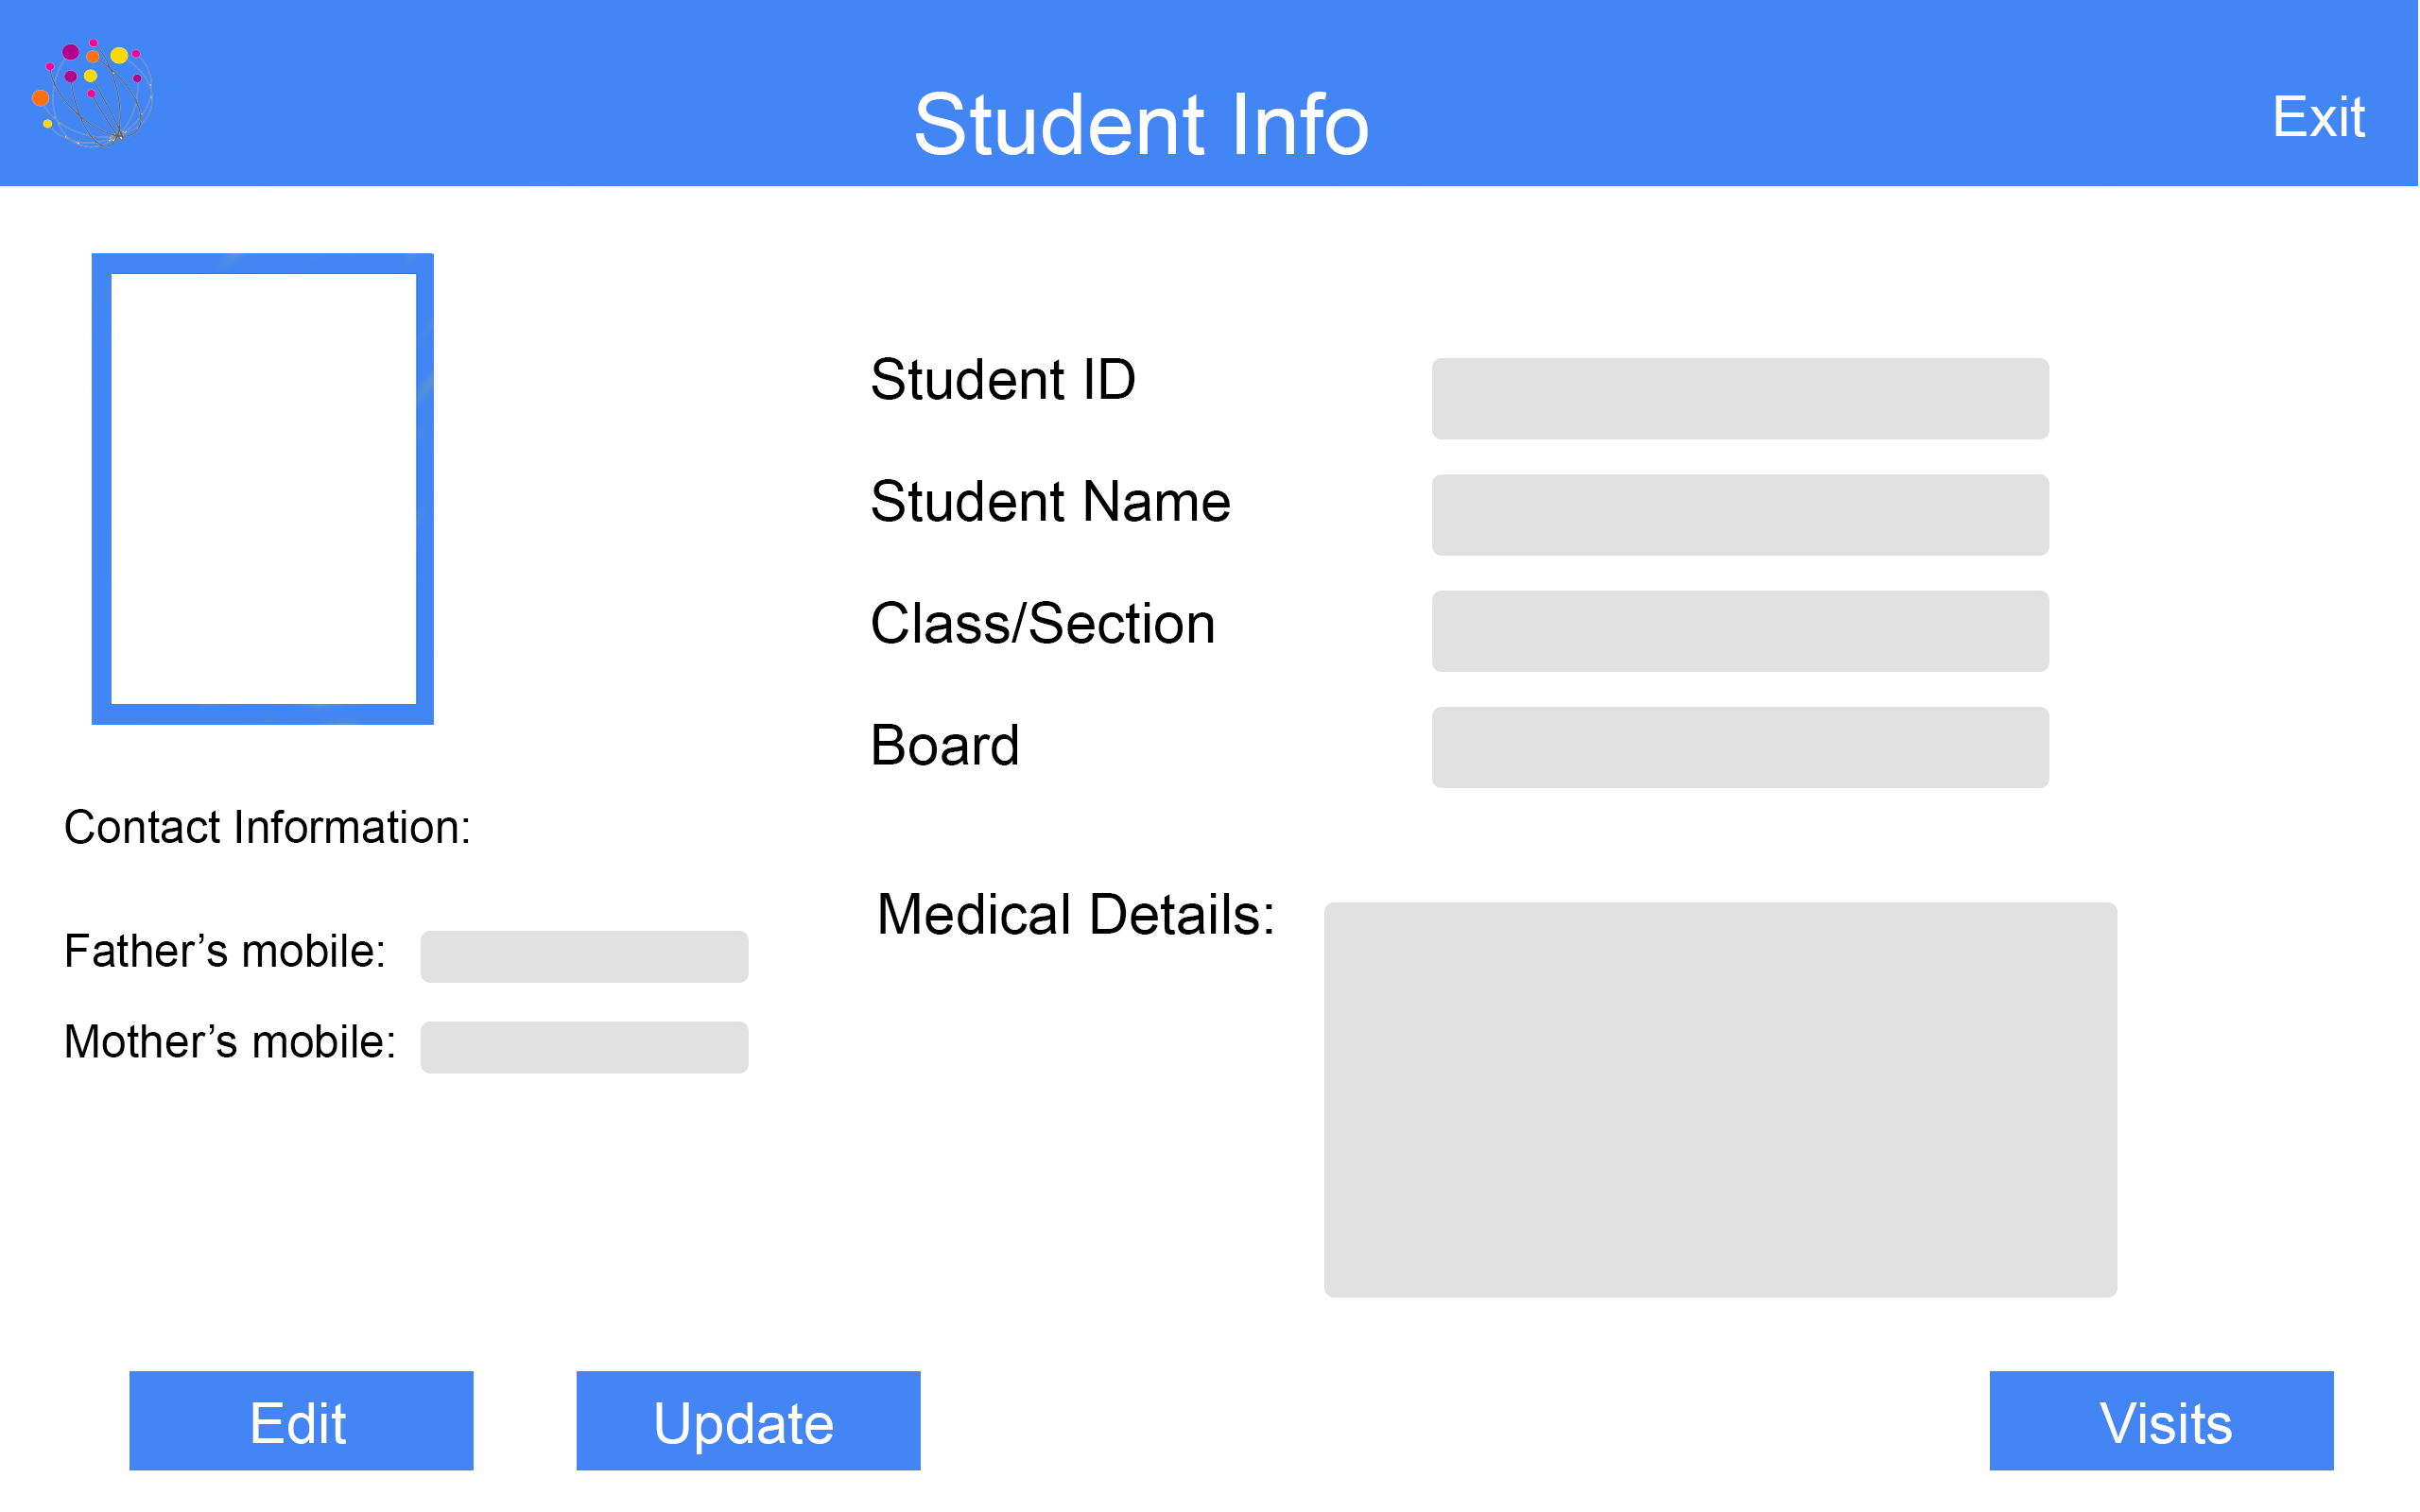 Student Info
Exit
Student ID
Student Name
Class/Section
Board
Contact Information:
Father’s mobile:
Mother’s mobile:
Medical Details:
Edit
Update
Visits